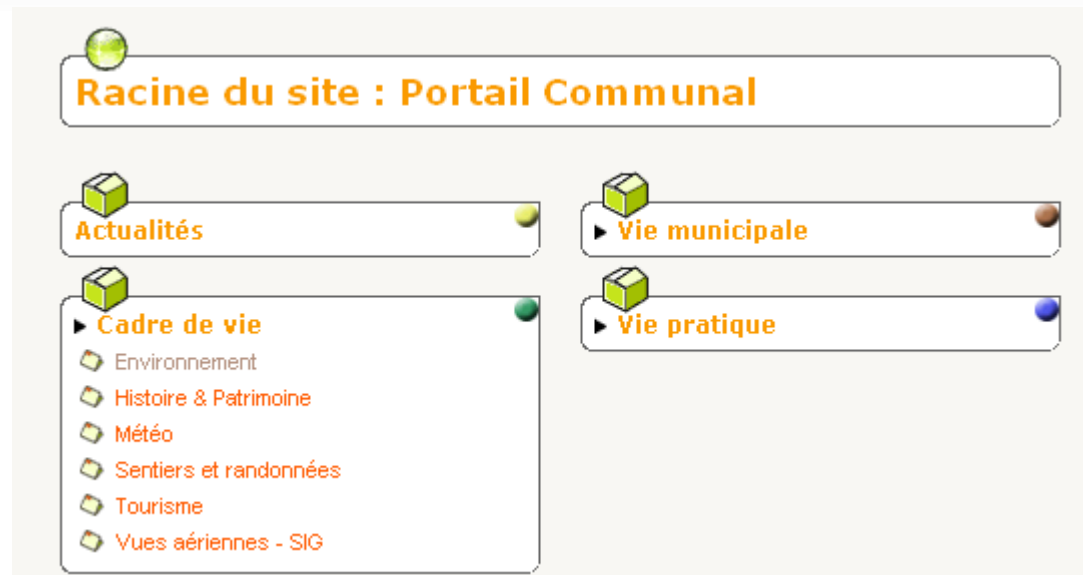 Racine du site : Portail Communal
Actualités
Vie municipale
Cadre de vie
Environnement
Histoire & Patrimoine
Météo
Sentiers et randonnées
Tourisme
Vues aériennes - SIG
Vie pratique